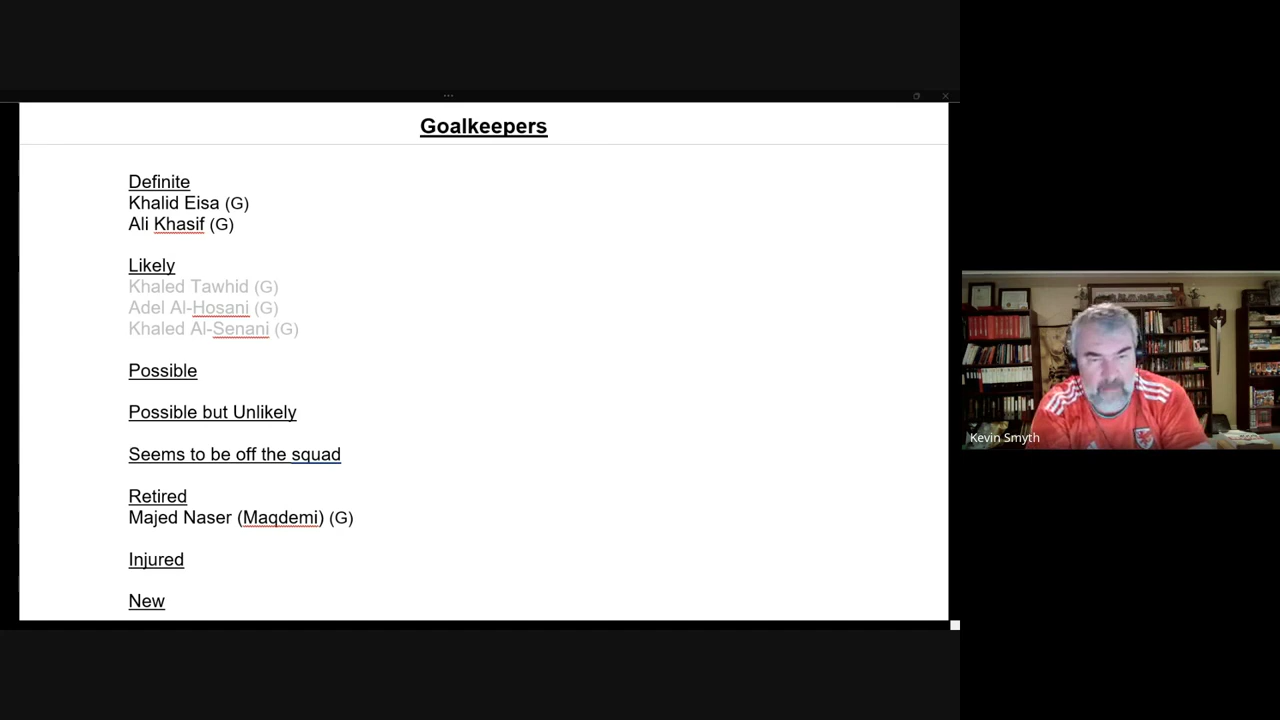 Goalkeepers
Definite
Khalid Eisa (G)
Ali Khasif (G)
Likely
Khaled Tawhid (G)
Adel Al-Hosani (G)
Khaled Al-Senani (G)
Possible
Possible but Unlikely
Seems to be off the squad
Retired
Majed Naser (Maqdemi) (G)
Injured
New
Kevin Smyth